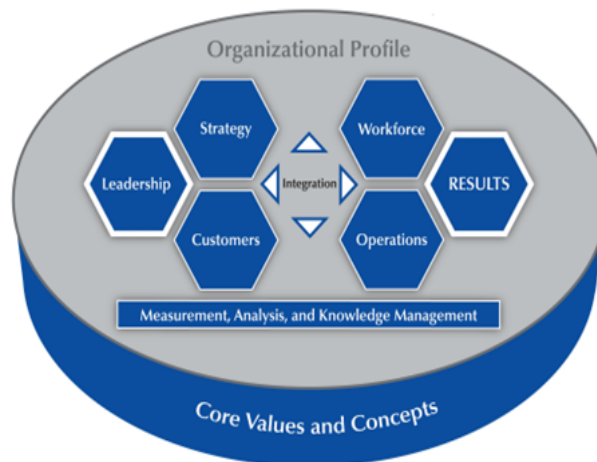 Organizational Profile
Strategy
Workforce
Leadership
Integration
RESULTS
Customers
Operations
Measurement, Analysis, and Knowledge Management
Core Values and Concepts